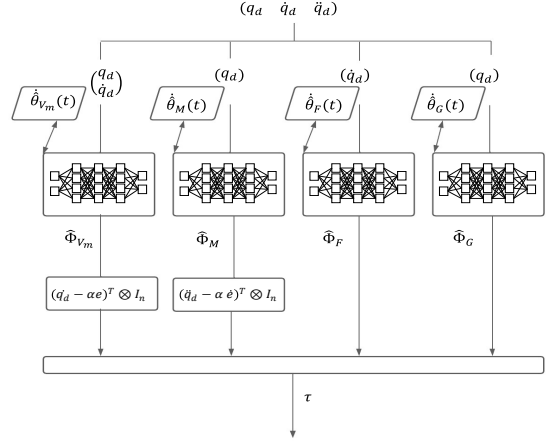 (q_d q̇_d q̈_d)
(q_d q̇_d) (q_d) (q̇_d) (q_d)
θ̂̇_{V_m}(t) θ̂̇_M(t) θ̂̇_F(t) θ̂̇_G(t)
Φ̂_{V_m} Φ̂_M Φ̂_F Φ̂_G
(q̇_d − αe)^T ⊗ I_n (q̈_d − α ė)^T ⊗ I_n
τ